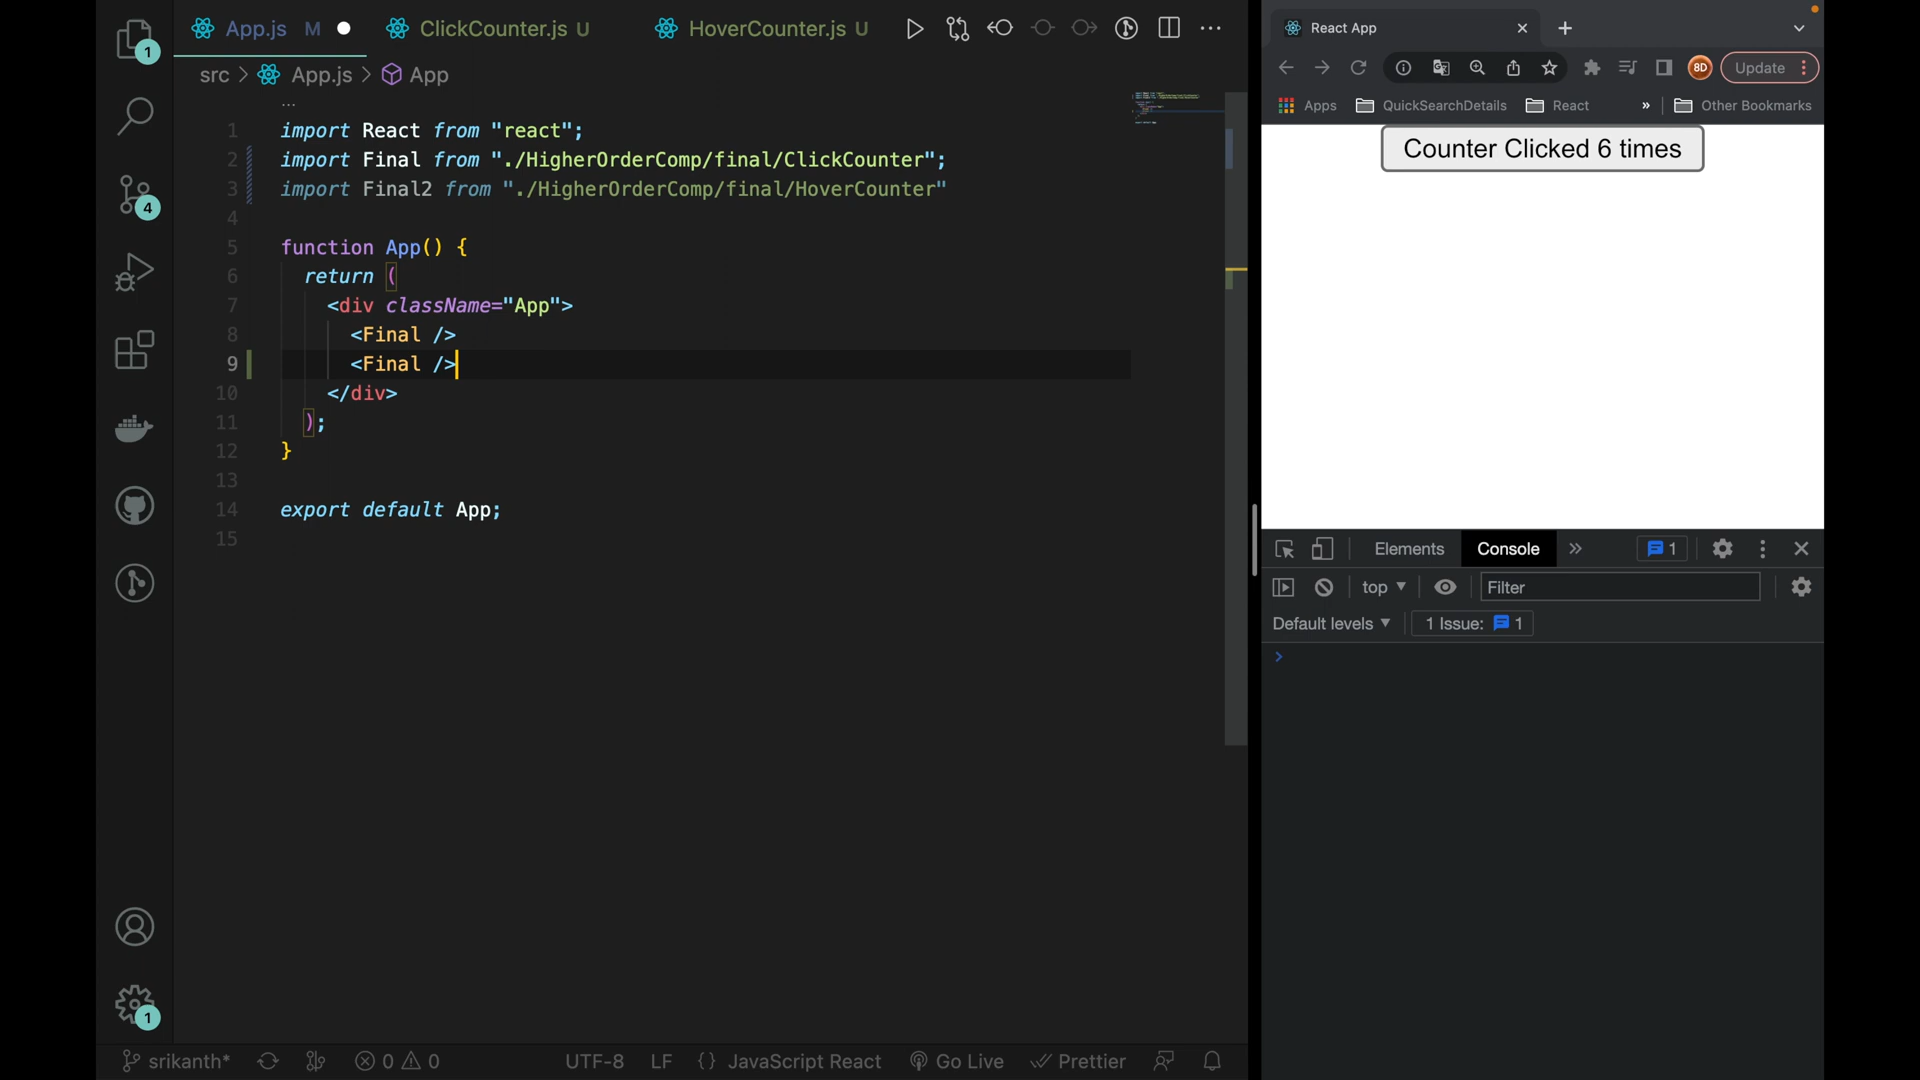 1
App.js M
ClickCounter.js U
HoverCounter.js U
src > App.js > App
...
1 import React from "react";
2 import Final from "./HigherOrderComp/final/ClickCounter";
3 import Final2 from "./HigherOrderComp/final/HoverCounter"
4
5 function App() {
6 return (
7 <div className="App">
8 <Final />
9 <Final />
10 </div>
11 );
12 }
13
14 export default App;
15
4
1
srikanth*
0
0
UTF-8
LF
{}
JavaScript React
Go Live
Prettier
React App
8D
Update
Apps
QuickSearchDetails
React
»
Other Bookmarks
Counter Clicked 6 times
Elements
Console
»
1
top
Filter
Default levels
1 Issue: 1
>